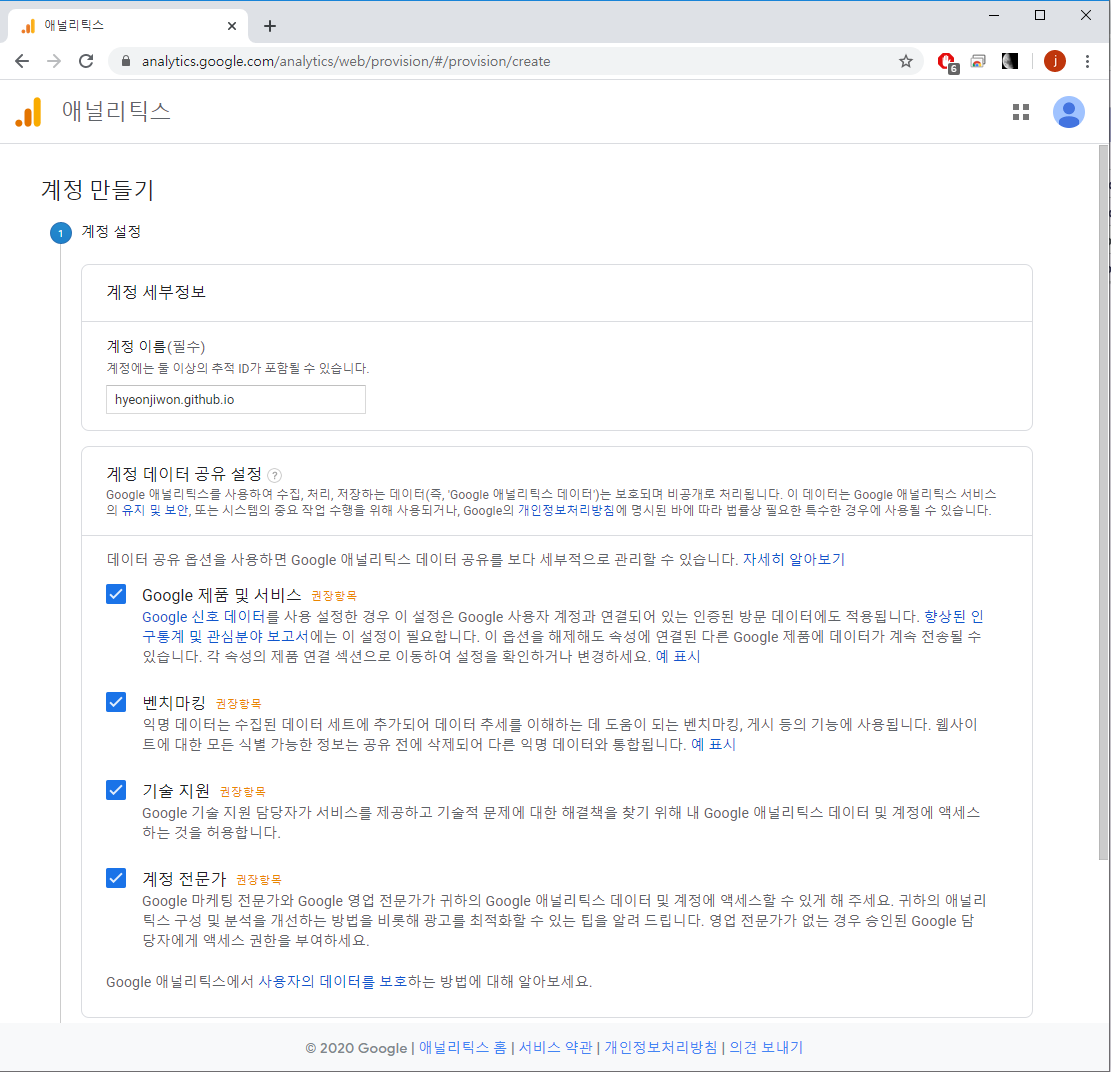 애널리틱스
analytics.google.com/analytics/web/provision/#/provision/create
6
j
애널리틱스
계정 만들기
1 계정 설정
계정 세부정보
계정 이름(필수)
계정에는 둘 이상의 추적 ID가 포함될 수 있습니다.
hyeonjiwon.github.io
계정 데이터 공유 설정 ?
Google 애널리틱스를 사용하여 수집, 처리, 저장하는 데이터(즉, 'Google 애널리틱스 데이터')는 보호되며 비공개로 처리됩니다. 이 데이터는 Google 애널리틱스 서비스
의 유지 및 보안, 또는 시스템의 중요 작업 수행을 위해 사용되거나, Google의 개인정보처리방침에 명시된 바에 따라 법률상 필요한 특수한 경우에 사용될 수 있습니다.
데이터 공유 옵션을 사용하면 Google 애널리틱스 데이터 공유를 보다 세부적으로 관리할 수 있습니다. 자세히 알아보기
Google 제품 및 서비스 권장항목
Google 신호 데이터를 사용 설정한 경우 이 설정은 Google 사용자 계정과 연결되어 있는 인증된 방문 데이터에도 적용됩니다. 향상된 인
구통계 및 관심분야 보고서에는 이 설정이 필요합니다. 이 옵션을 해제해도 속성에 연결된 다른 Google 제품에 데이터가 계속 전송될 수
있습니다. 각 속성의 제품 연결 섹션으로 이동하여 설정을 확인하거나 변경하세요. 예 표시
벤치마킹 권장항목
익명 데이터는 수집된 데이터 세트에 추가되어 데이터 추세를 이해하는 데 도움이 되는 벤치마킹, 게시 등의 기능에 사용됩니다. 웹사이
트에 대한 모든 식별 가능한 정보는 공유 전에 삭제되어 다른 익명 데이터와 통합됩니다. 예 표시
기술 지원 권장항목
Google 기술 지원 담당자가 서비스를 제공하고 기술적 문제에 대한 해결책을 찾기 위해 내 Google 애널리틱스 데이터 및 계정에 액세스
하는 것을 허용합니다.
계정 전문가 권장항목
Google 마케팅 전문가와 Google 영업 전문가가 귀하의 Google 애널리틱스 데이터 및 계정에 액세스할 수 있게 해 주세요. 귀하의 애널리
틱스 구성 및 분석을 개선하는 방법을 비롯해 광고를 최적화할 수 있는 팁을 알려 드립니다. 영업 전문가가 없는 경우 승인된 Google 담
당자에게 액세스 권한을 부여하세요.
Google 애널리틱스에서 사용자의 데이터를 보호하는 방법에 대해 알아보세요.
© 2020 Google | 애널리틱스 홈 | 서비스 약관 | 개인정보처리방침 | 의견 보내기